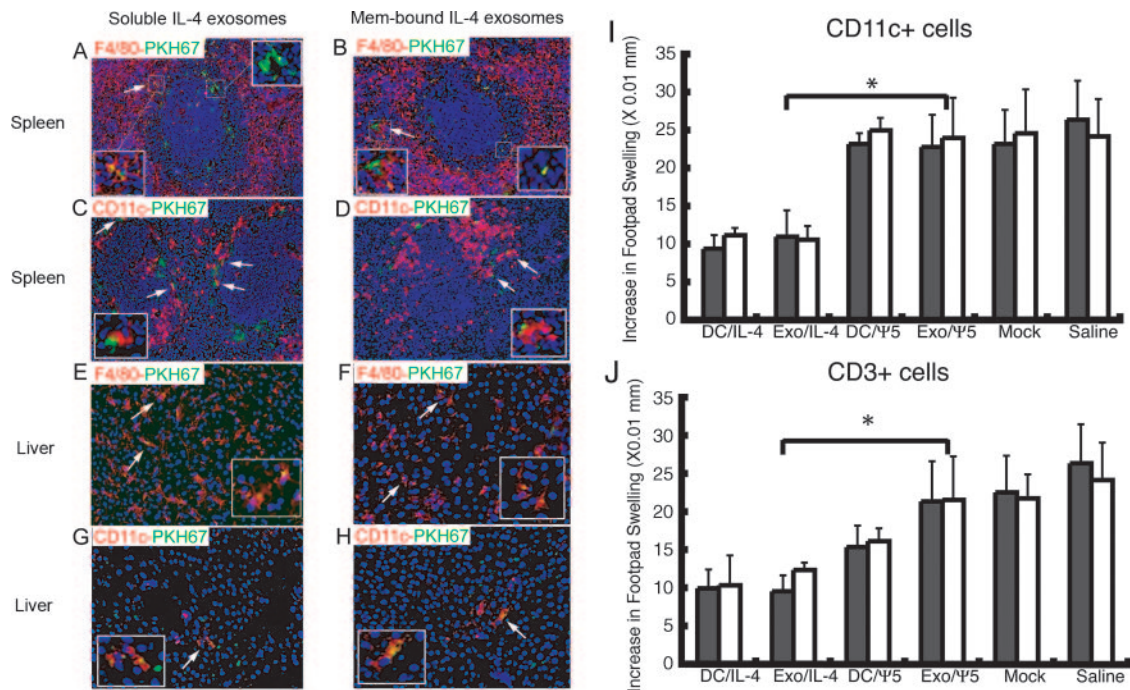 Soluble IL-4 exosomes
Mem-bound IL-4 exosomes
A
F4/80-PKH67
B
F4/80-PKH67
Spleen
C
CD11c-PKH67
D
CD11c-PKH67
Spleen
E
F4/80-PKH67
F
F4/80-PKH67
Liver
G
CD11c-PKH67
H
CD11c-PKH67
Liver
I
CD11c+ cells
Increase in Footpad Swelling (X 0.01 mm)
35
30
25
20
15
10
5
0
*
DC/IL-4 Exo/IL-4 DC/Ψ5 Exo/Ψ5 Mock Saline
J
CD3+ cells
Increase in Footpad Swelling (X0.01 mm)
35
30
25
20
15
10
5
0
*
DC/IL-4 Exo/IL-4 DC/Ψ5 Exo/Ψ5 Mock Saline